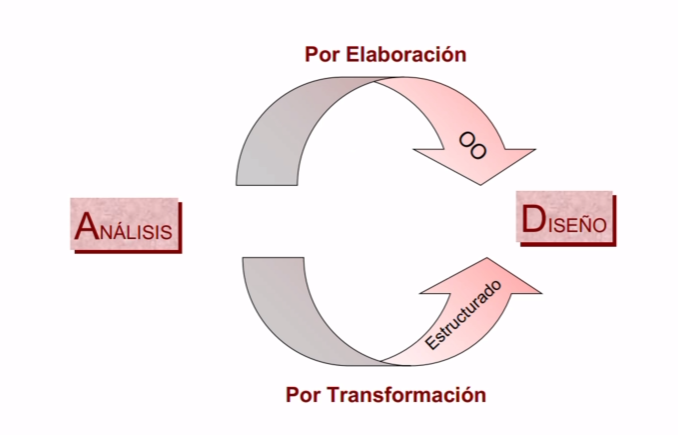 Por Elaboración
OO
ANÁLISIS
DISEÑO
Estructurado
Por Transformación